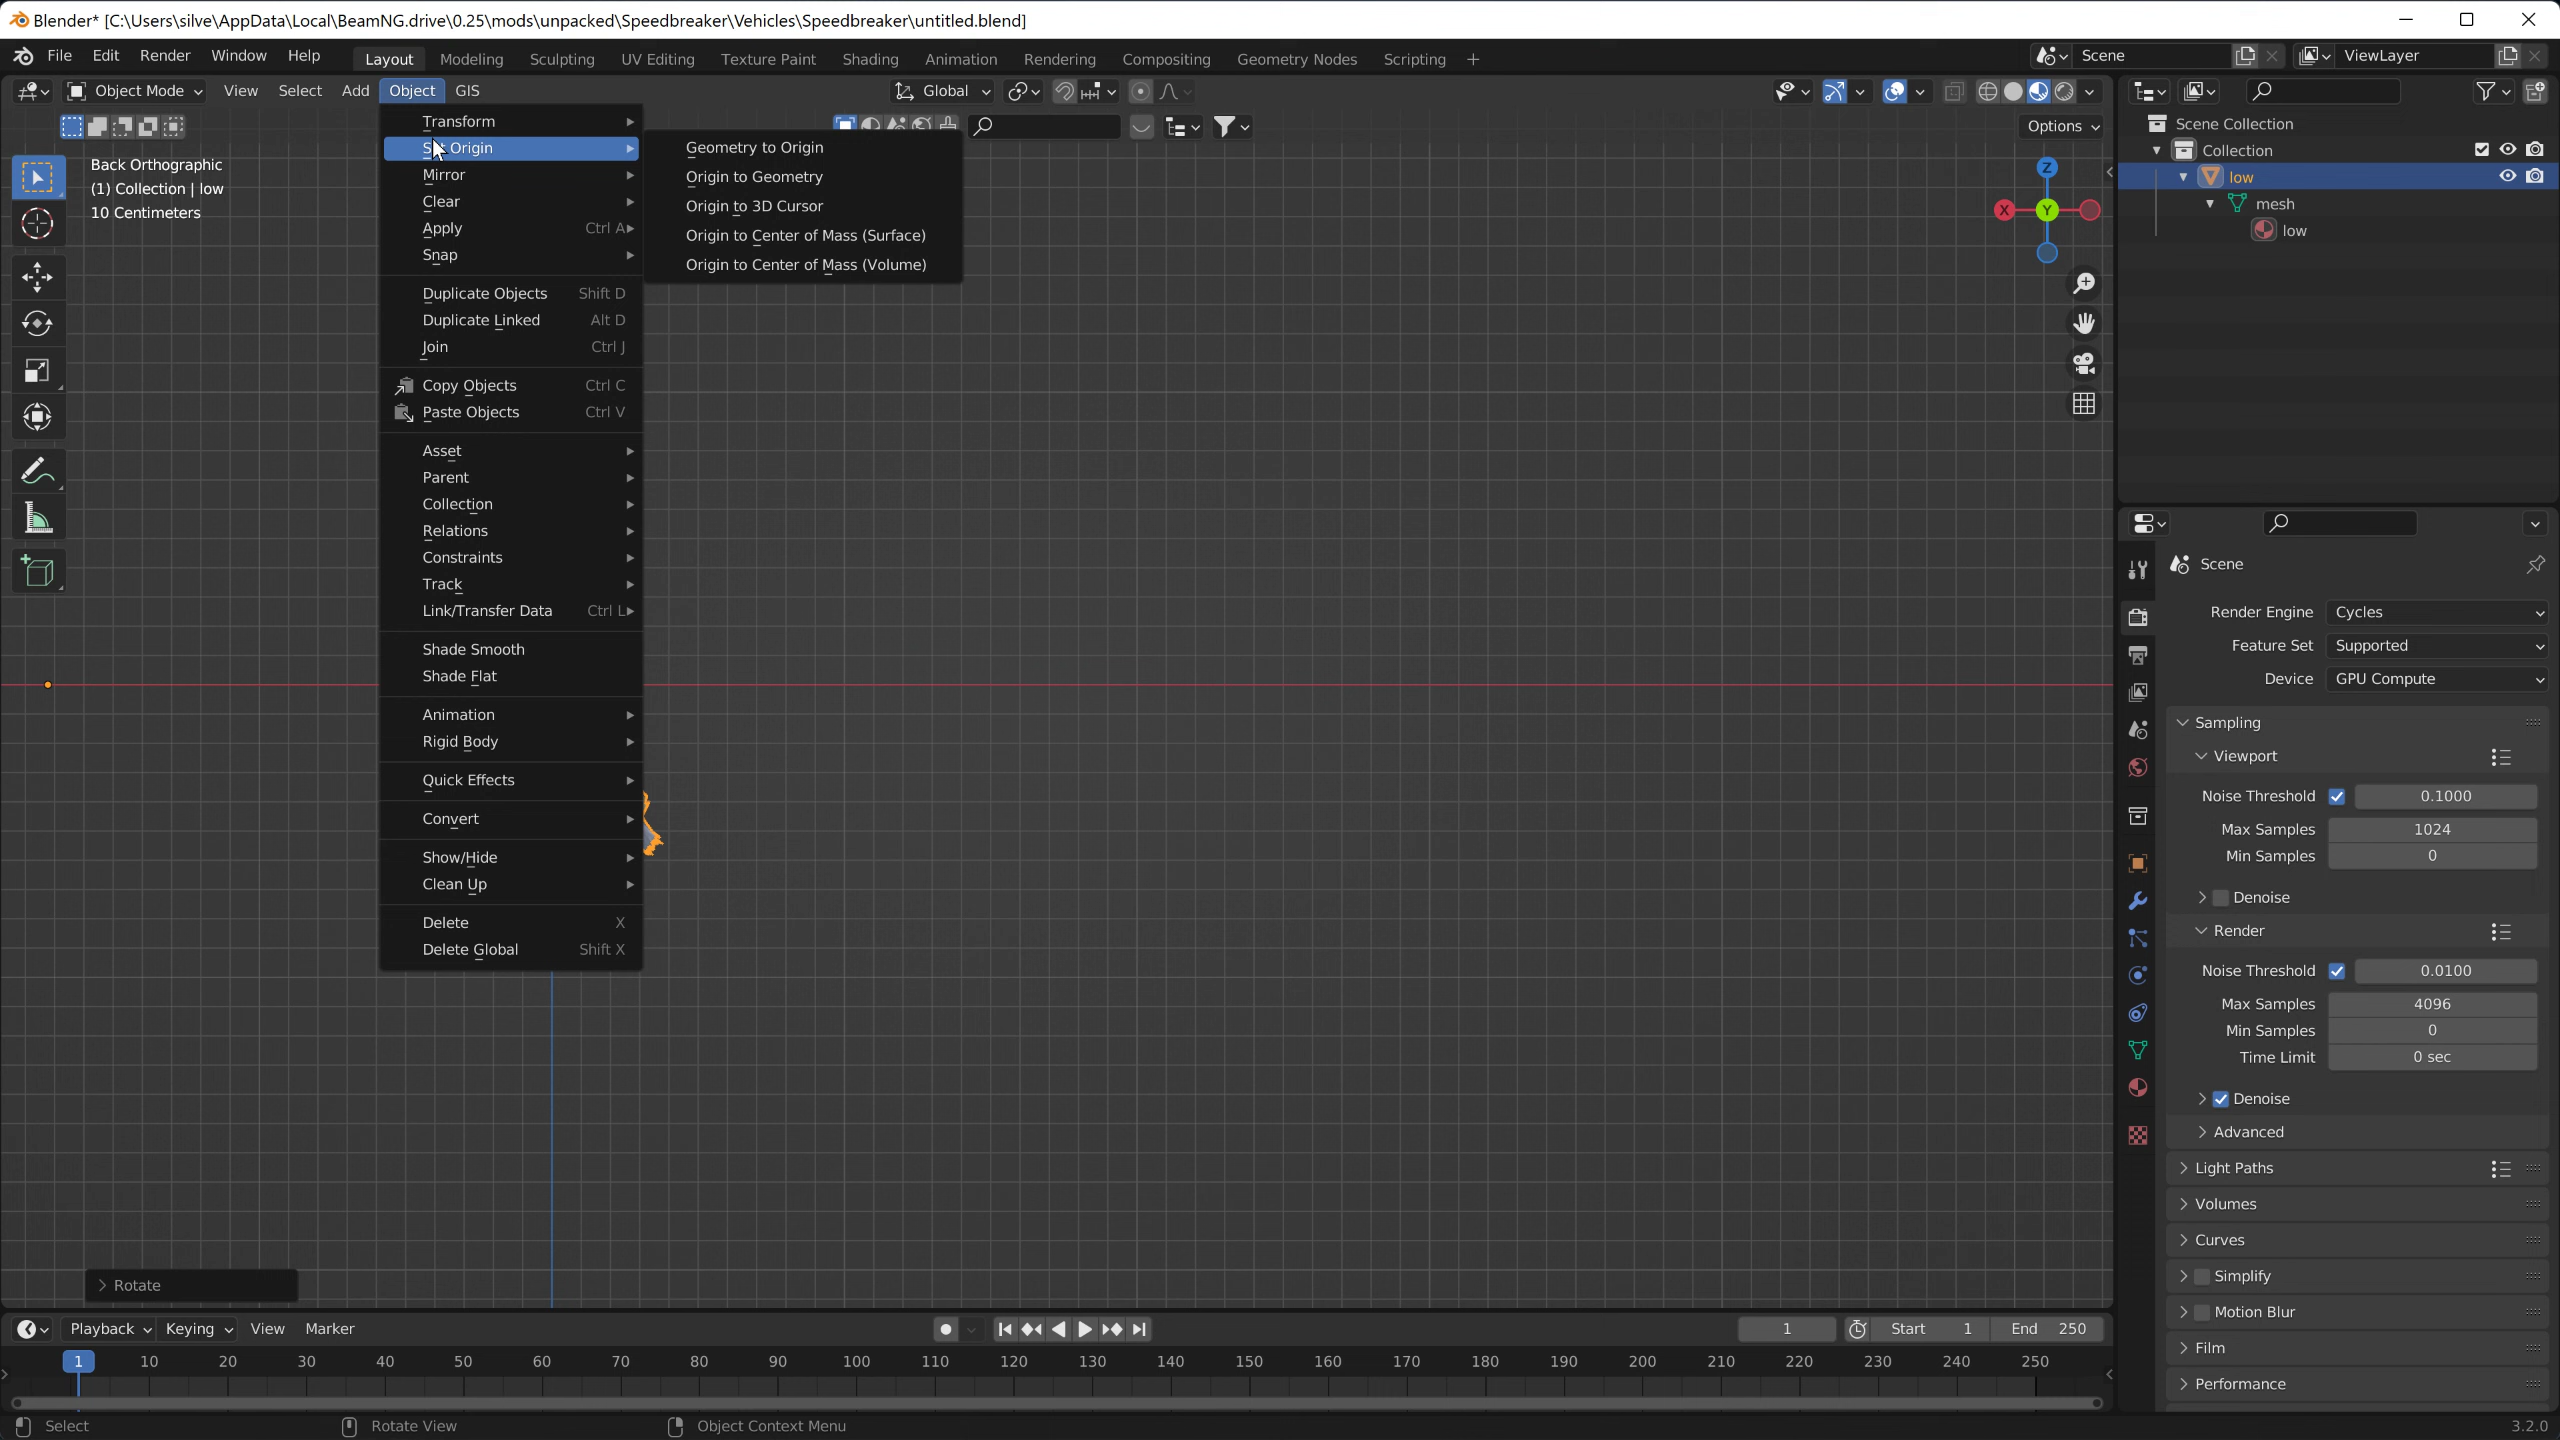 Blender* [C:\Users\silve\AppData\Local\BeamNG.drive\0.25\mods\unpacked\Speedbreaker\Vehicles\Speedbreaker\untitled.blend]
File Edit Render Window Help Layout Modeling Sculpting UV Editing Texture Paint Shading Animation Rendering Compositing Geometry Nodes Scripting + Scene ViewLayer
Object Mode View Select Add Object GIS Global
Options
Back Orthographic
(1) Collection | low
10 Centimeters
Transform
Set Origin
Mirror
Clear
Apply Ctrl A
Snap
Duplicate Objects Shift D
Duplicate Linked Alt D
Join Ctrl J
Copy Objects Ctrl C
Paste Objects Ctrl V
Asset
Parent
Collection
Relations
Constraints
Track
Link/Transfer Data Ctrl L
Shade Smooth
Shade Flat
Animation
Rigid Body
Quick Effects
Convert
Show/Hide
Clean Up
Delete X
Delete Global Shift X
Geometry to Origin
Origin to Geometry
Origin to 3D Cursor
Origin to Center of Mass (Surface)
Origin to Center of Mass (Volume)
Z
X Y
Scene Collection
Collection
low
mesh
low
Scene
Render Engine Cycles
Feature Set Supported
Device GPU Compute
Sampling
Viewport
Noise Threshold 0.1000
Max Samples 1024
Min Samples 0
Denoise
Render
Noise Threshold 0.0100
Max Samples 4096
Min Samples 0
Time Limit 0 sec
Denoise
Advanced
Light Paths
Volumes
Curves
Simplify
Motion Blur
Film
Performance
Rotate
Playback Keying View Marker 1 Start 1 End 250
1 10 20 30 40 50 60 70 80 90 100 110 120 130 140 150 160 170 180 190 200 210 220 230 240 250
Select Rotate View Object Context Menu 3.2.0